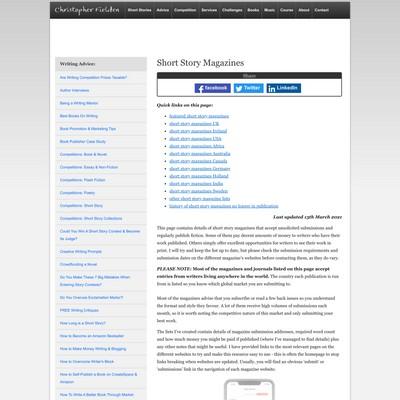 Christopher Fielden
Short Stories
Advice
Competition
Services
Challenges
Books
Music
Course
About
Contact
Writing Advice:
Are Writing Competition Prizes Taxable?
Author Interviews
Being a Writing Mentor
Best Books On Writing
Book Promotion & Marketing Tips
Book Publisher Case Study
Competitions: Book & Novel
Competitions: Essay & Non-Fiction
Competitions: Flash Fiction
Competitions: Poetry
Competitions: Short Story
Competitions: Short Story Collections
Could You Win A Short Story Contest & Become
its Judge?
Creative Writing Prompts
Crowdfunding a Novel
Do You Make These 7 Big Mistakes When
Entering Story Contests?
Do You Overuse Exclamation Marks?!
FREE Writing Critiques
How Long is a Short Story?
How to Become an Amazon Bestseller
How to Make Money Writing & Blogging
How to Overcome Writer's Block
How to Self-Publish a Book on CreateSpace &
Amazon
How To Write A Better Book Through Market
Short Story Magazines
Share
facebook
Twitter
LinkedIn
Quick links on this page:
featured short story magazines
short story magazines UK
short story magazines Ireland
short story magazines USA
short story magazines Africa
short story magazines Australia
short story magazines Canada
short story magazines Germany
short story magazines Holland
short story magazines India
short story magazines Sweden
other short story magazine lists
history of short story magazines no longer in publication
Last updated 15th March 2021
This page contains details of short story magazines that accept unsolicited submissions and
regularly publish fiction. Some of them pay decent amounts of money to writers who have their
work published. Others simply offer excellent opportunities for writers to see their work in
print. I will try and keep the list up to date, but please check the submission requirements and
submission dates on the different magazine's websites before contacting them, as they do vary.
PLEASE NOTE: Most of the magazines and journals listed on this page accept
entries from writers living anywhere in the world. The country each publication is run
from is listed so you know which global market you are submitting to.
Most of the magazines advise that you subscribe or read a few back issues so you understand
the format and style they favour. A lot of them receive high volumes of submissions each
month, so it is worth noting the competitive nature of this market and only submitting your
best work.
The lists I've created contain details of magazine submission addresses, required word count
and how much money you might be paid if published (where I've managed to find details) plus
any other notes that might be useful. I have provided links to the most relevant pages on the
different websites to try and make this resource easy to use - this is often the homepage to stop
links breaking when websites are updated. Usually, you will find an obvious 'submit' or
'submissions' link in the navigation of each magazine website.